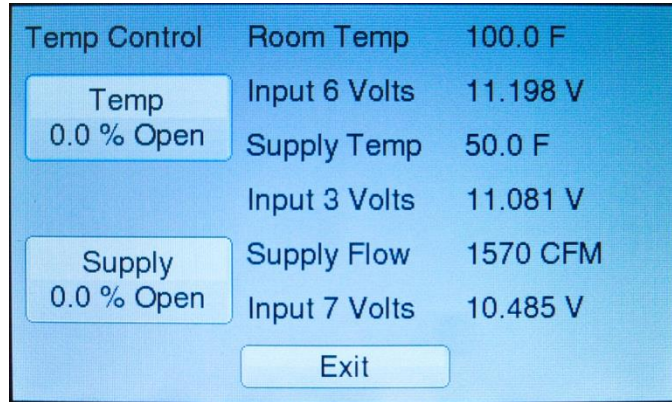 Temp Control Room Temp 100.0 F
Temp
0.0 % Open
Input 6 Volts 11.198 V
Supply Temp 50.0 F
Input 3 Volts 11.081 V
Supply
0.0 % Open
Supply Flow 1570 CFM
Input 7 Volts 10.485 V
Exit